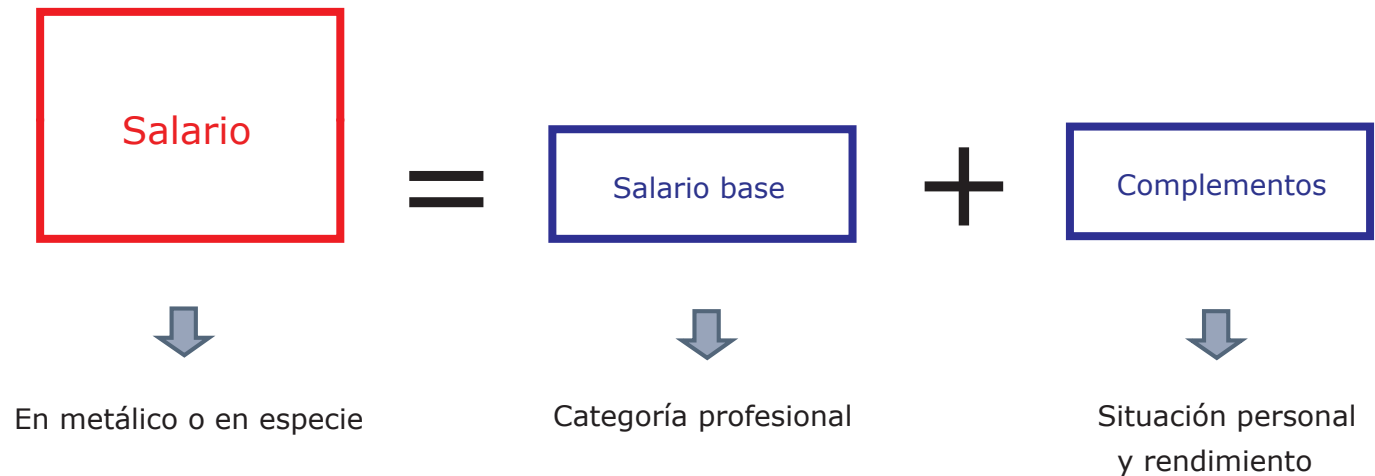 Salario
=
Salario base
+
Complementos
En metálico o en especie
Categoría profesional
Situación personal
y rendimiento